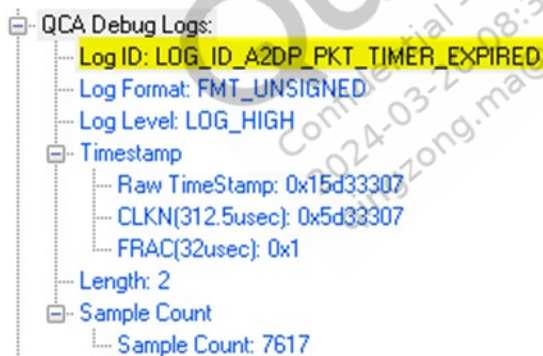 QCA Debug Logs:
Log ID: LOG_ID_A2DP_PKT_TIMER_EXPIRED
Log Format: FMT_UNSIGNED
Log Level: LOG_HIGH
Timestamp
Raw TimeStamp: 0x15d33307
CLKN(312.5usec): 0x5d33307
FRAC(32usec): 0x1
Length: 2
Sample Count
Sample Count: 7617